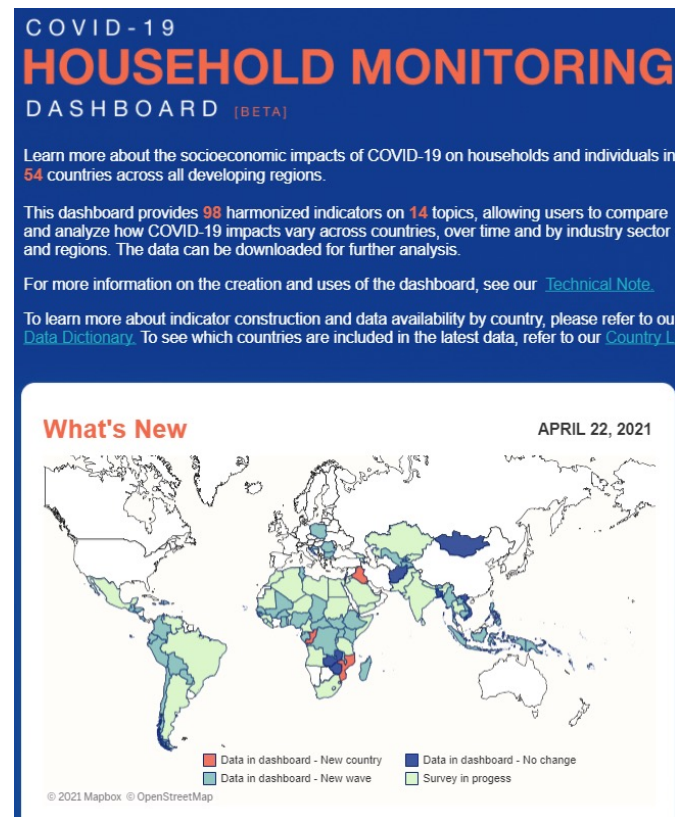 COVID-19
HOUSEHOLD MONITORING
DASHBOARD [BETA]
Learn more about the socioeconomic impacts of COVID-19 on households and individuals in
54 countries across all developing regions.
This dashboard provides 98 harmonized indicators on 14 topics, allowing users to compare
and analyze how COVID-19 impacts vary across countries, over time and by industry sector
and regions. The data can be downloaded for further analysis.
For more information on the creation and uses of the dashboard, see our Technical Note.
To learn more about indicator construction and data availability by country, please refer to ou
Data Dictionary. To see which countries are included in the latest data, refer to our Country L
What's New
APRIL 22, 2021
Data in dashboard - New country
Data in dashboard - No change
Data in dashboard - New wave
Survey in progess
© 2021 Mapbox © OpenStreetMap